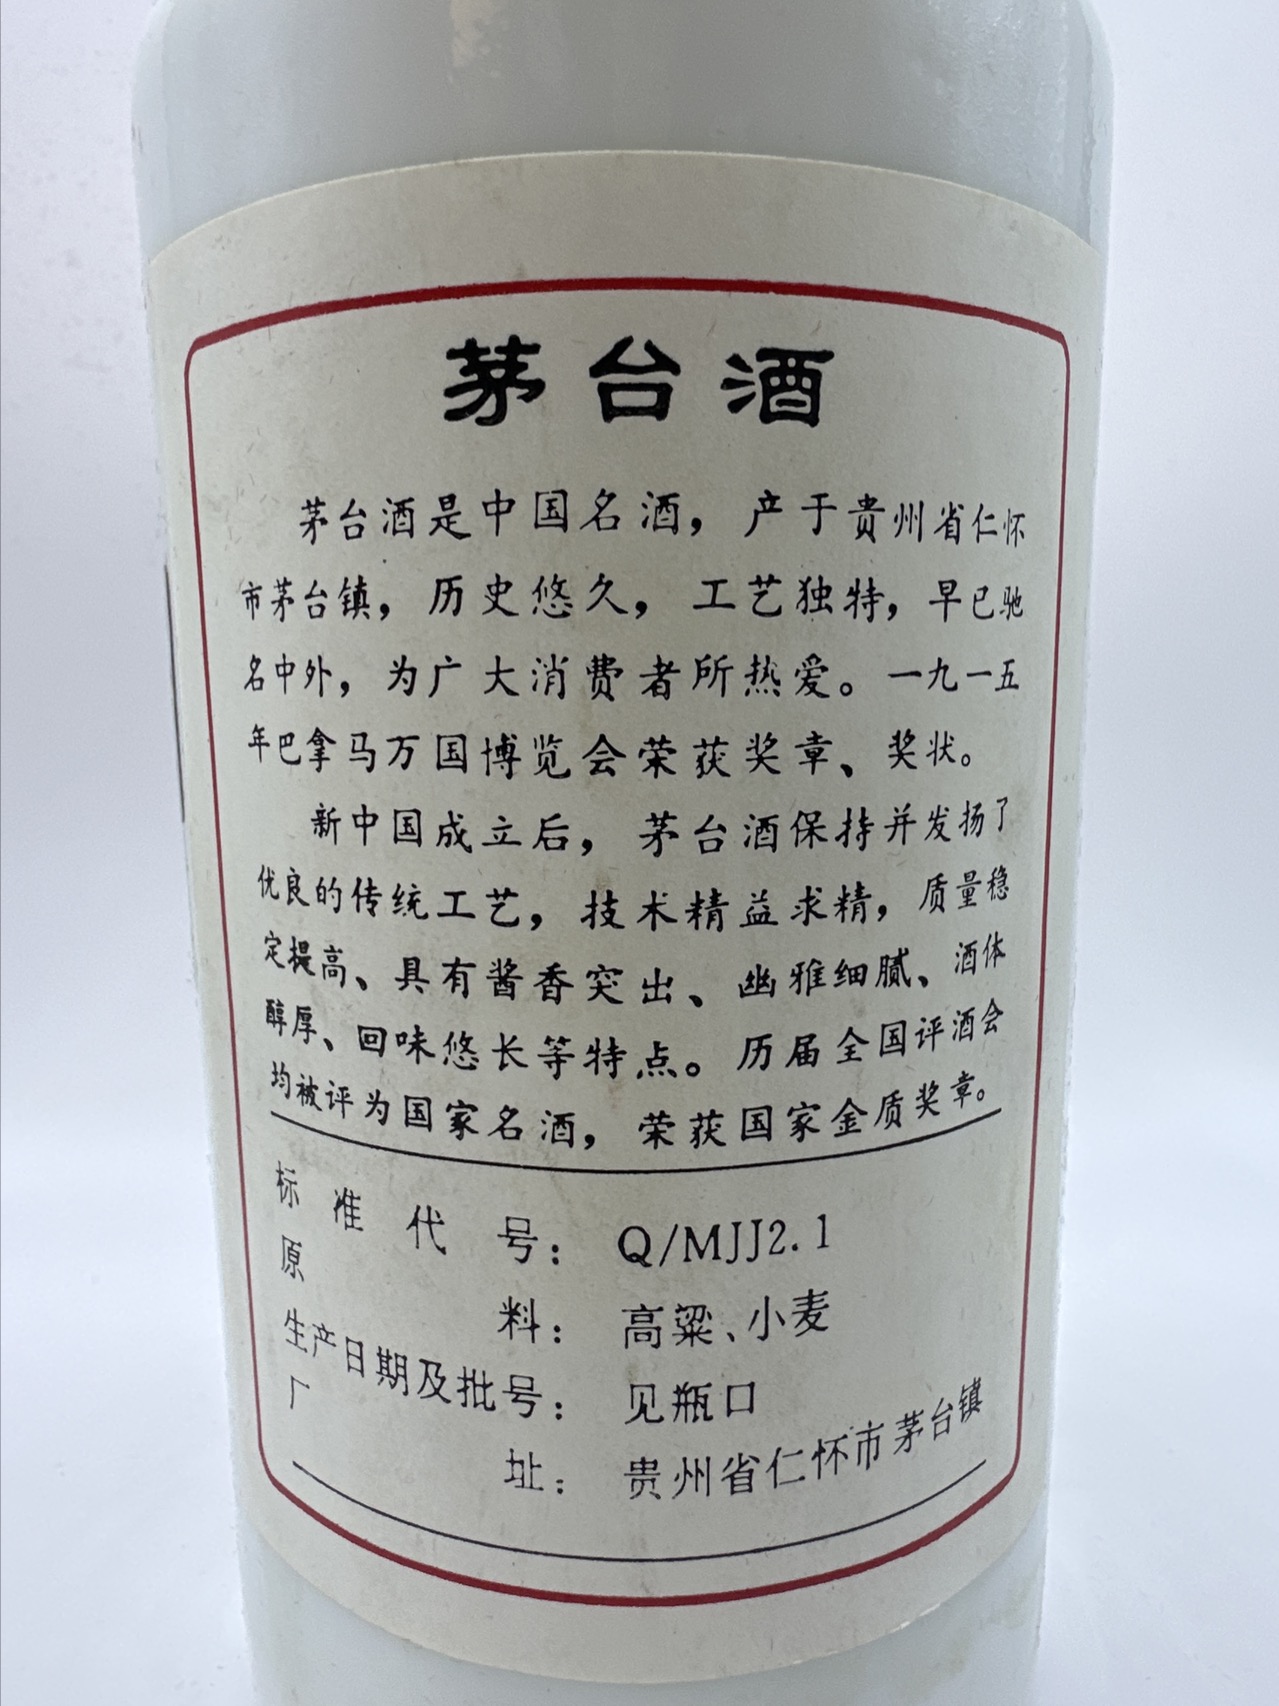 茅台酒
茅台酒是中国名酒，产于贵州省仁怀
市茅台镇，历史悠久，工艺独特，早已驰
名中外，为广大消费者所热爱。一九一五
年巴拿马万国博览会荣获奖章、奖状。
新中国成立后，茅台酒保持并发扬了
优良的传统工艺，技术精益求精，质量稳
定提高、具有酱香突出、幽雅细腻、酒体
醇厚、回味悠长等特点。历届全国评酒会
均被评为国家名酒，荣获国家金质奖章。
标准代号：Q/MJJ2.1
原料：高粱、小麦
生产日期及批号：见瓶口
厂址：贵州省仁怀市茅台镇